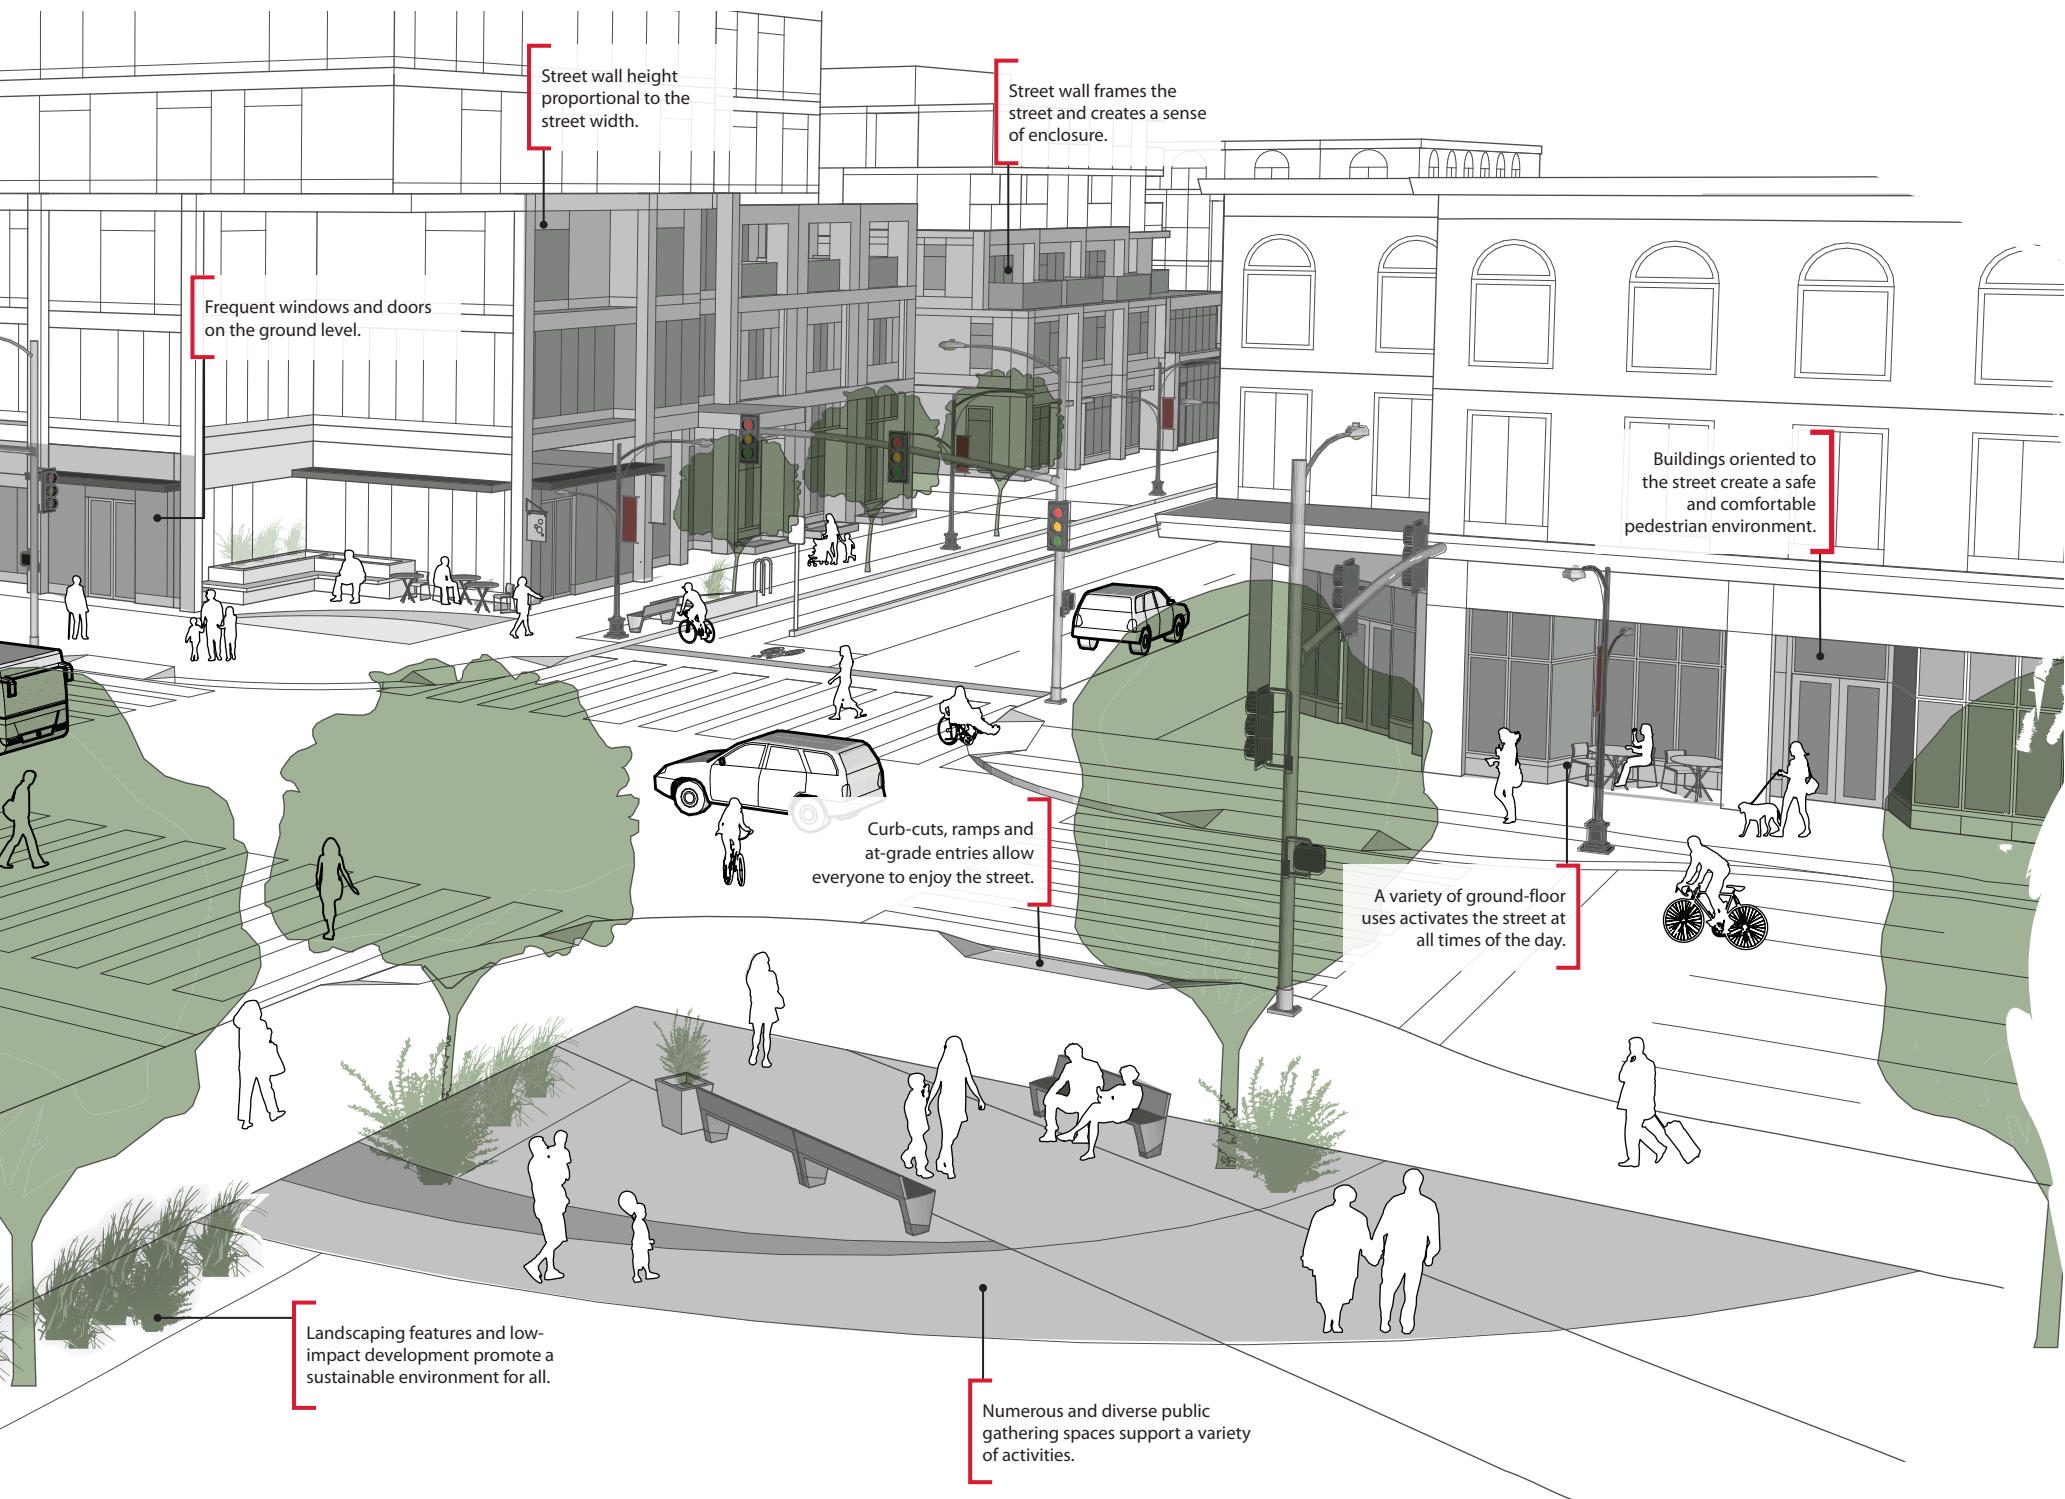 Street wall height
proportional to the
street width.
Street wall frames the
street and creates a sense
of enclosure.
Frequent windows and doors
on the ground level.
Buildings oriented to
the street create a safe
and comfortable
pedestrian environment.
Curb-cuts, ramps and
at-grade entries allow
everyone to enjoy the street.
A variety of ground-floor
uses activates the street at
all times of the day.
Landscaping features and low-
impact development promote a
sustainable environment for all.
Numerous and diverse public
gathering spaces support a variety
of activities.